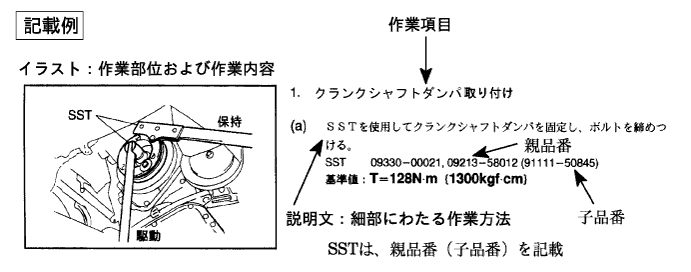 記載例
作業項目
イラスト：作業部位および作業内容
1. クランクシャフトダンパ取り付け
SST
保持
(a) ＳＳＴを使用してクランクシャフトダンパを固定し、ボルトを締めつ
ける。
親品番
SST 09330−00021, 09213−58012 (91111−50845)
基準値：T＝128N·m｛1300kgf·cm｝
駆動
説明文：細部にわたる作業方法
子品番
SSTは、親品番（子品番）を記載